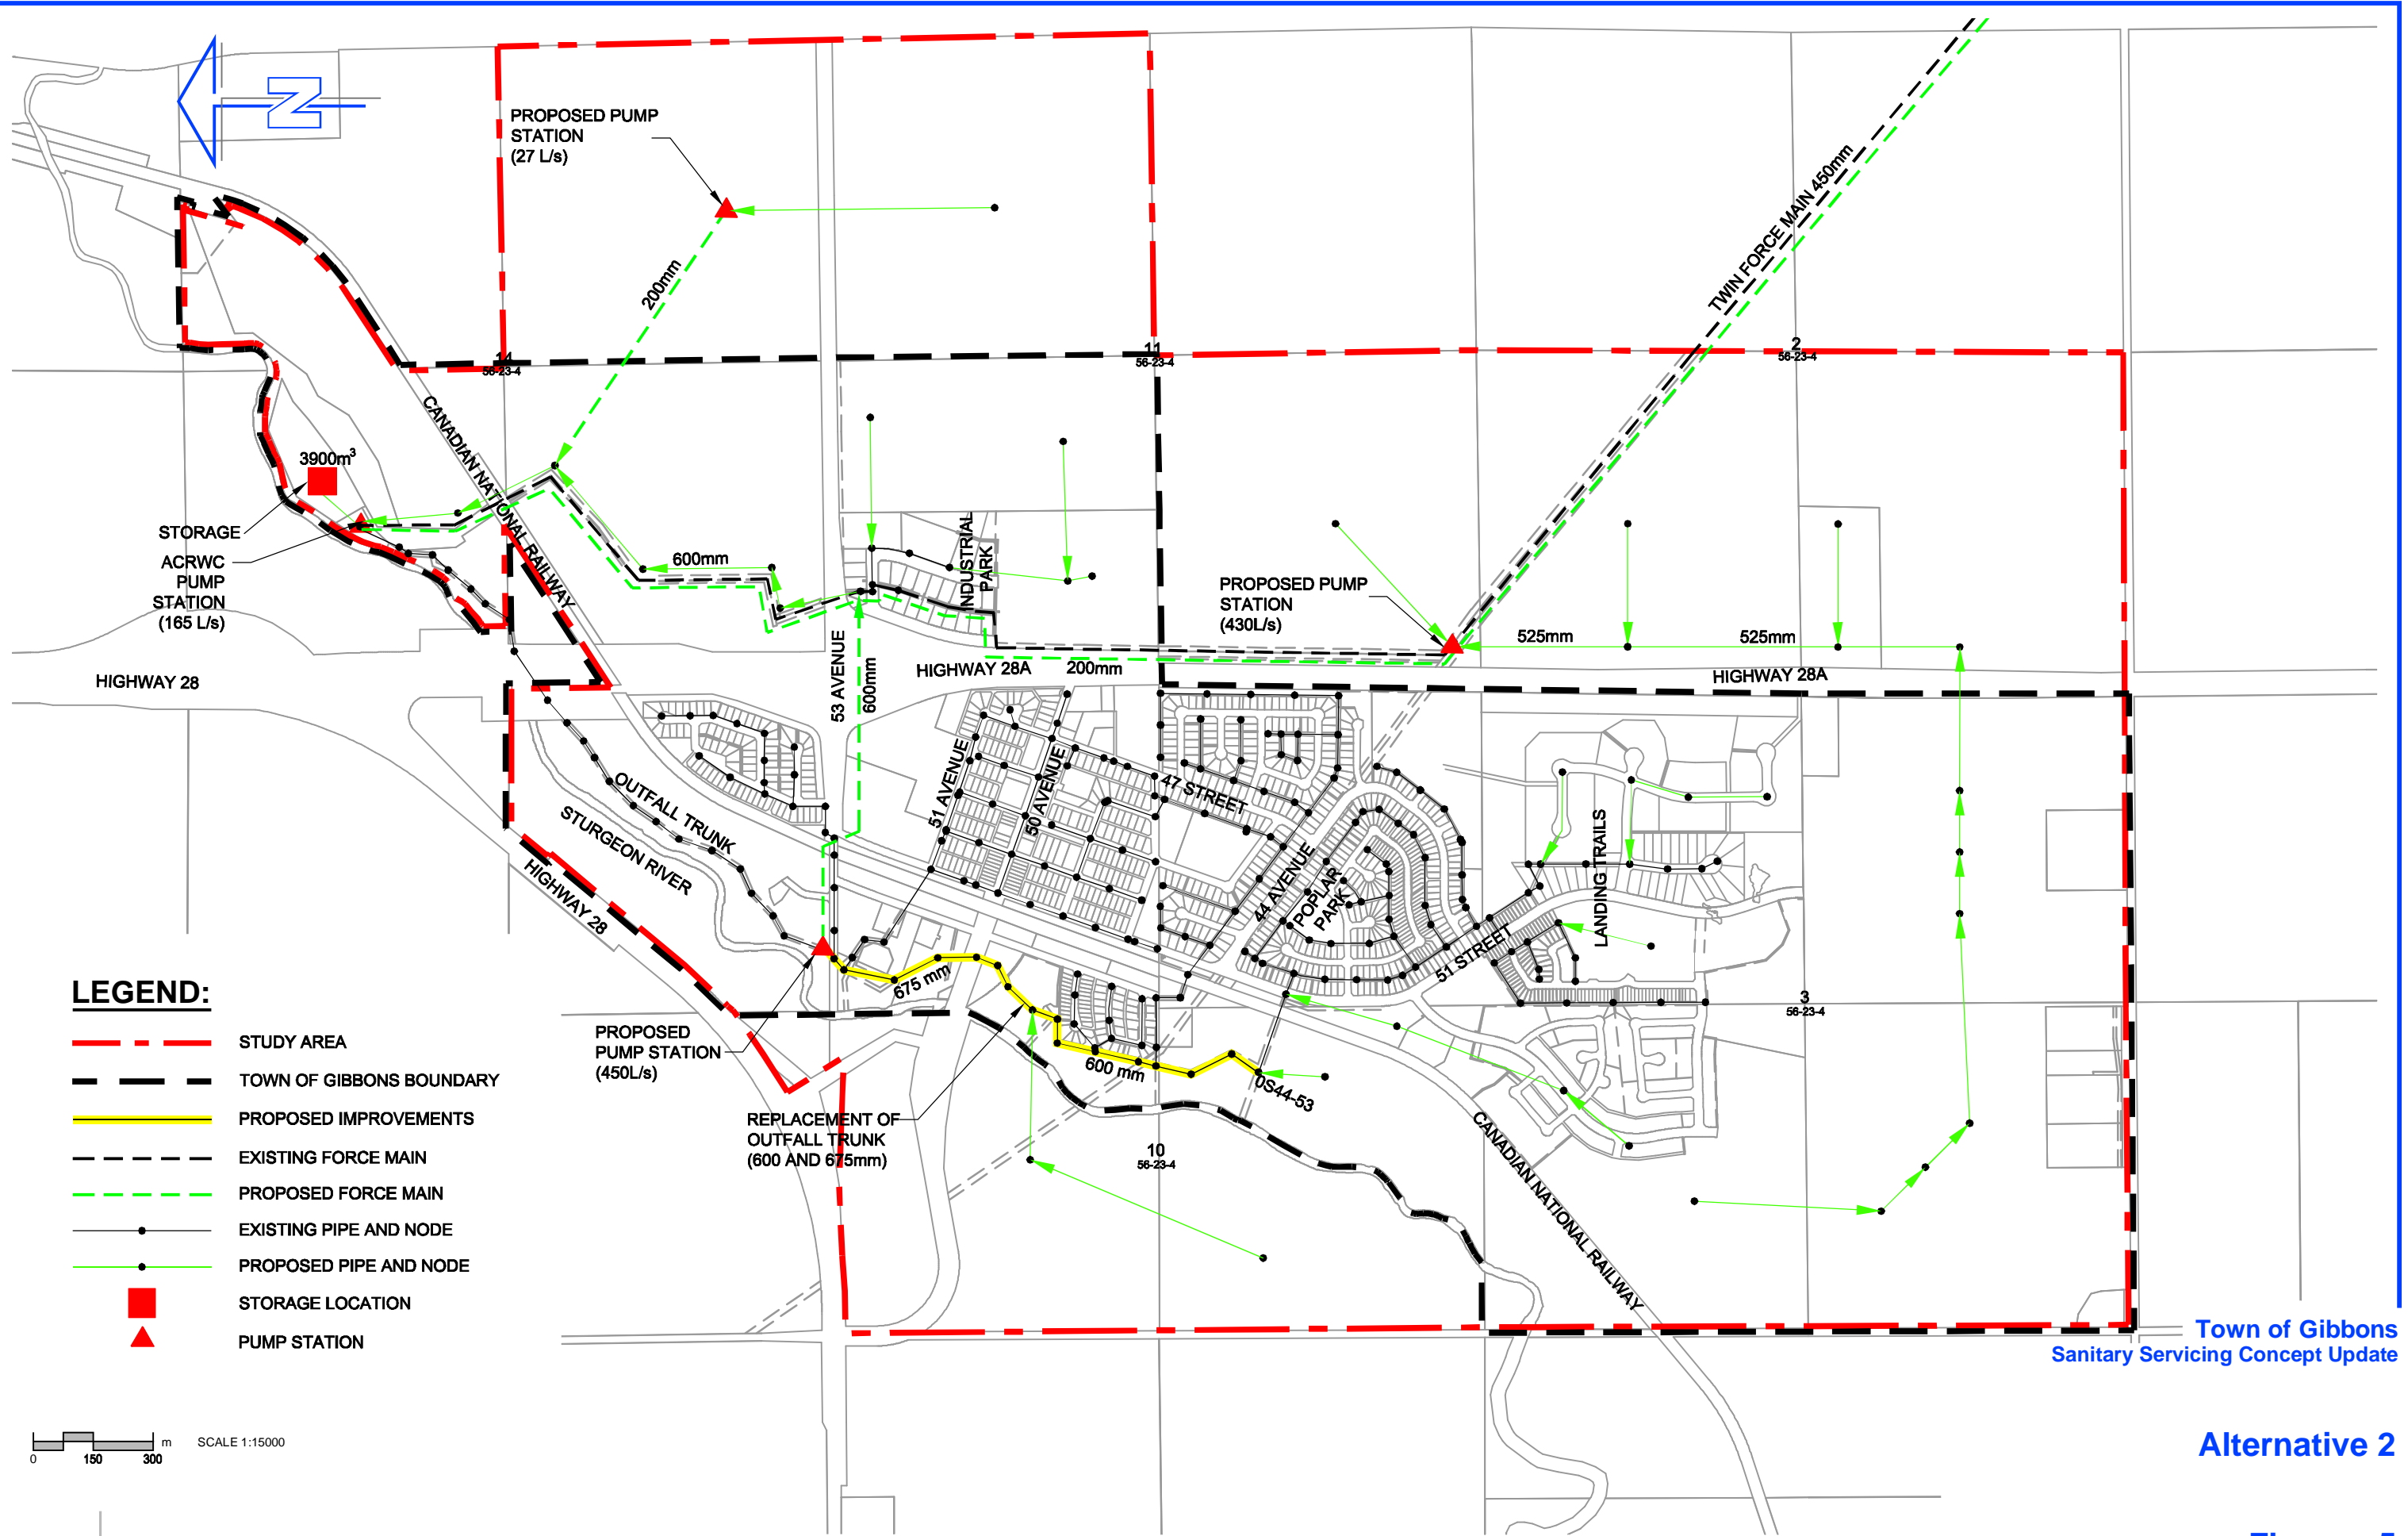 N
PROPOSED PUMP
STATION
(27 L/s)
200mm
TWIN FORCE MAIN 450mm
14
56-23-4
11
56-23-4
2
56-23-4
CANADIAN NATIONAL RAILWAY
3900m³
STORAGE
ACRWC
PUMP
STATION
(165 L/s)
600mm
INDUSTRIAL
PARK
PROPOSED PUMP
STATION
(430L/s)
525mm
525mm
53 AVENUE
600mm
HIGHWAY 28A
200mm
HIGHWAY 28A
HIGHWAY 28
51 AVENUE
50 AVENUE
47 STREET
OUTFALL TRUNK
STURGEON RIVER
HIGHWAY 28
44 AVENUE
POPLAR
PARK
LANDING TRAILS
51 STREET
675 mm
PROPOSED
PUMP STATION
(450L/s)
600 mm
0S44-53
3
56-23-4
REPLACEMENT OF
OUTFALL TRUNK
(600 AND 675mm)
10
56-23-4
CANADIAN NATIONAL RAILWAY
LEGEND:
STUDY AREA
TOWN OF GIBBONS BOUNDARY
PROPOSED IMPROVEMENTS
EXISTING FORCE MAIN
PROPOSED FORCE MAIN
EXISTING PIPE AND NODE
PROPOSED PIPE AND NODE
STORAGE LOCATION
PUMP STATION
0 150 300 m SCALE 1:15000
Town of Gibbons
Sanitary Servicing Concept Update
Alternative 2